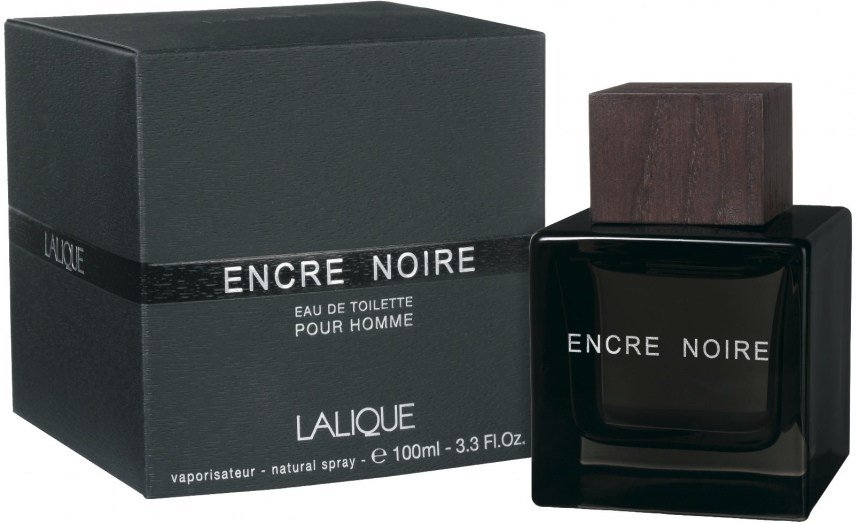 LALIQUE
ENCRE NOIRE
EAU DE TOILETTE
POUR HOMME
LALIQUE
vaporisateur - natural spray - ℮ 100ml - 3.3 Fl.Oz.
ENCRE NOIRE